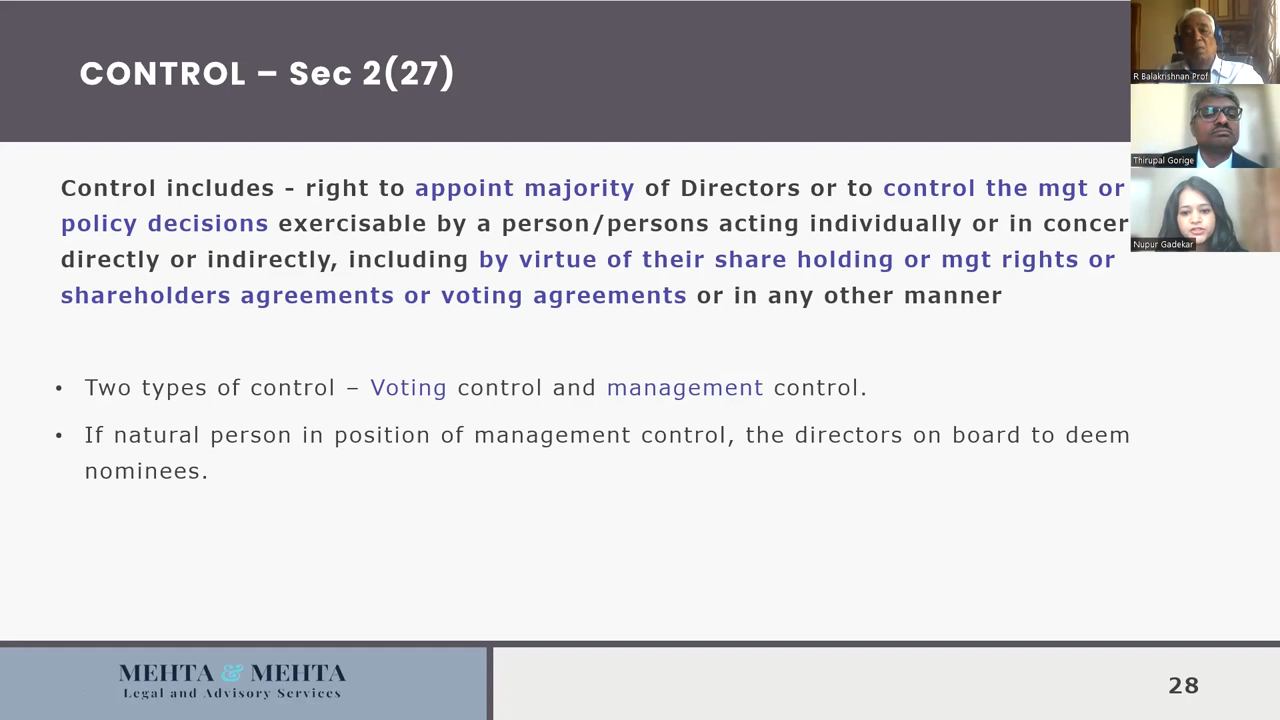 CONTROL – Sec 2(27)
Control includes - right to appoint majority of Directors or to control the mgt or
policy decisions exercisable by a person/persons acting individually or in concer
directly or indirectly, including by virtue of their share holding or mgt rights or
shareholders agreements or voting agreements or in any other manner
• Two types of control – Voting control and management control.
• If natural person in position of management control, the directors on board to deem
nominees.
MEHTA & MEHTA
Legal and Advisory Services
28
R Balakrishnan Prof
Thirupal Gorige
Nupur Gadekar